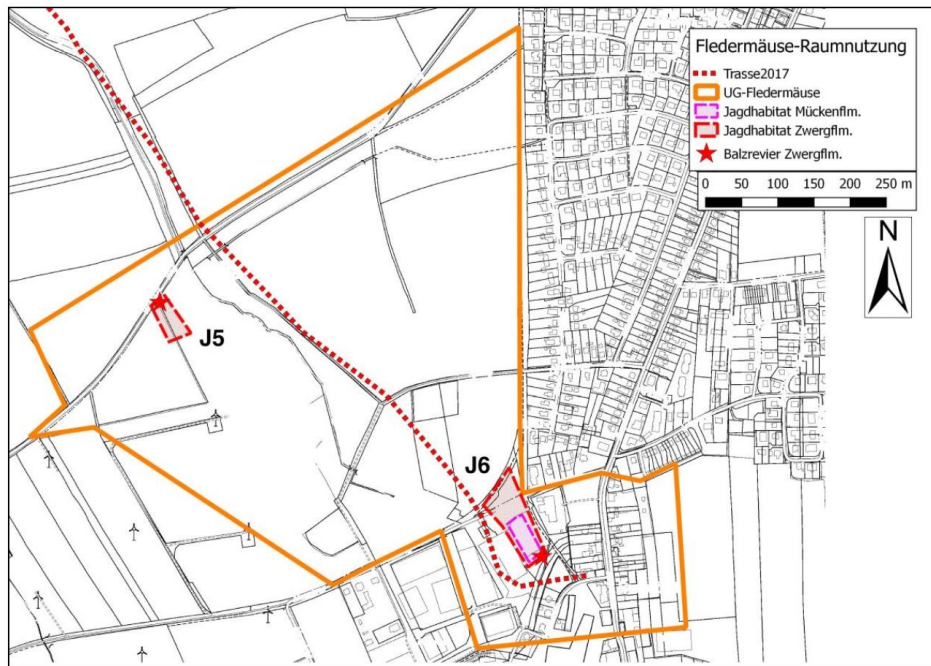 Fledermäuse-Raumnutzung
Trasse2017
UG-Fledermäuse
Jagdhabitat Mückenflm.
Jagdhabitat Zwergflm.
Balzrevier Zwergflm.
0 50 100 150 200 250 m
N
J5
J6